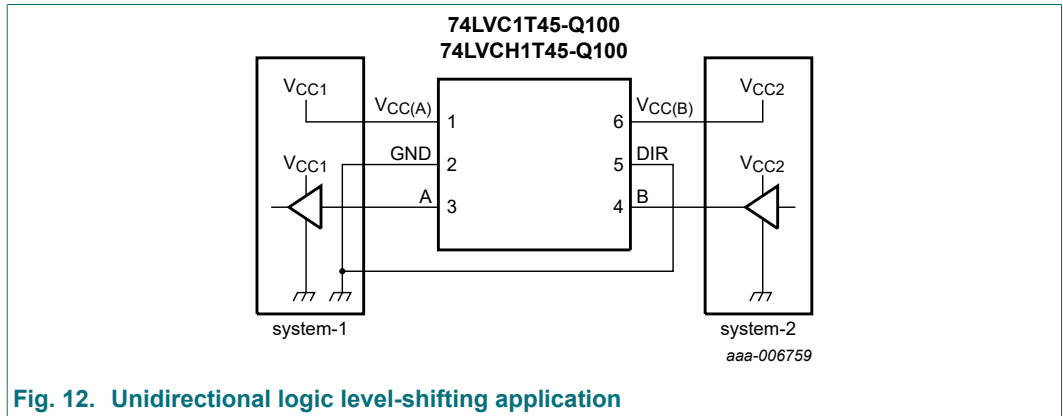 74LVC1T45-Q100
74LVCH1T45-Q100
VCC1
VCC(A)
1
6
VCC(B)
VCC2
GND
2
5
DIR
VCC1
VCC2
A
3
4
B
system-1
system-2
aaa-006759
Fig. 12. Unidirectional logic level-shifting application